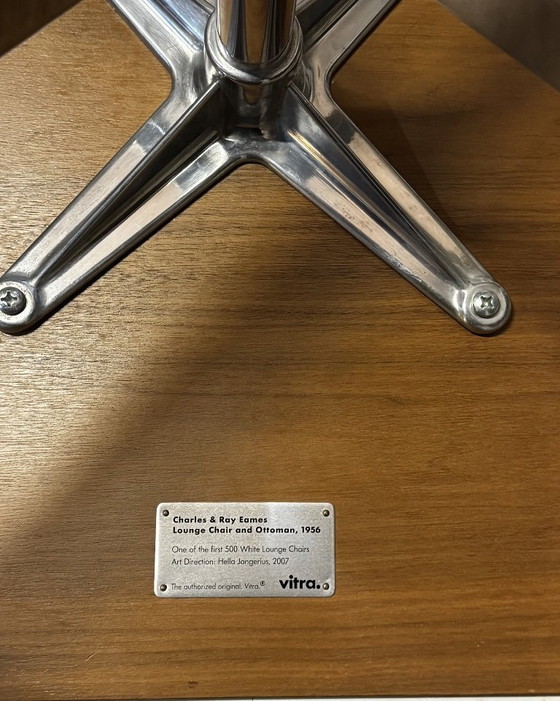 Charles & Ray Eames
Lounge Chair and Ottoman, 1956
One of the first 500 White Lounge Chairs
Art Direction: Hella Jongerius, 2007
The authorized original. Vitra.®
vitra.